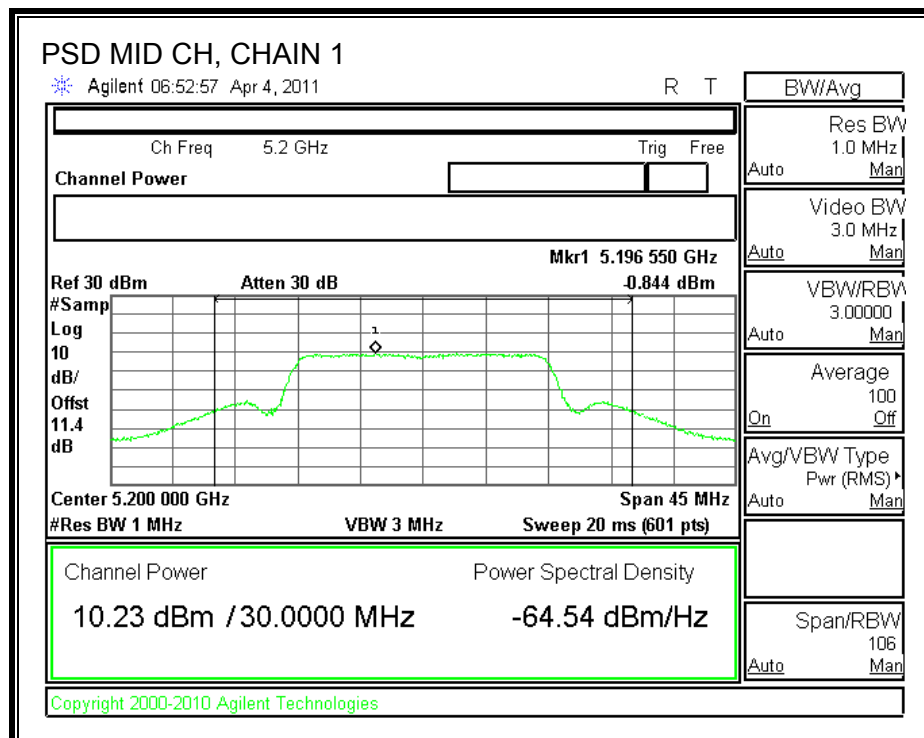 PSD MID CH, CHAIN 1
Agilent 06:52:57 Apr 4, 2011 R T
Ch Freq 5.2 GHz Trig Free
Channel Power
Mkr1 5.196 550 GHz
Ref 30 dBm Atten 30 dB -0.844 dBm
#Samp
Log
10
dB/
Offst
11.4
dB
1
Center 5.200 000 GHz Span 45 MHz
#Res BW 1 MHz VBW 3 MHz Sweep 20 ms (601 pts)
Channel Power Power Spectral Density
10.23 dBm / 30.0000 MHz -64.54 dBm/Hz
Copyright 2000-2010 Agilent Technologies
BW/Avg
Res BW
1.0 MHz
Auto Man
Video BW
3.0 MHz
Auto Man
VBW/RBW
3.00000
Auto Man
Average
100
On Off
Avg/VBW Type
Pwr (RMS)
Auto Man
Span/RBW
106
Auto Man